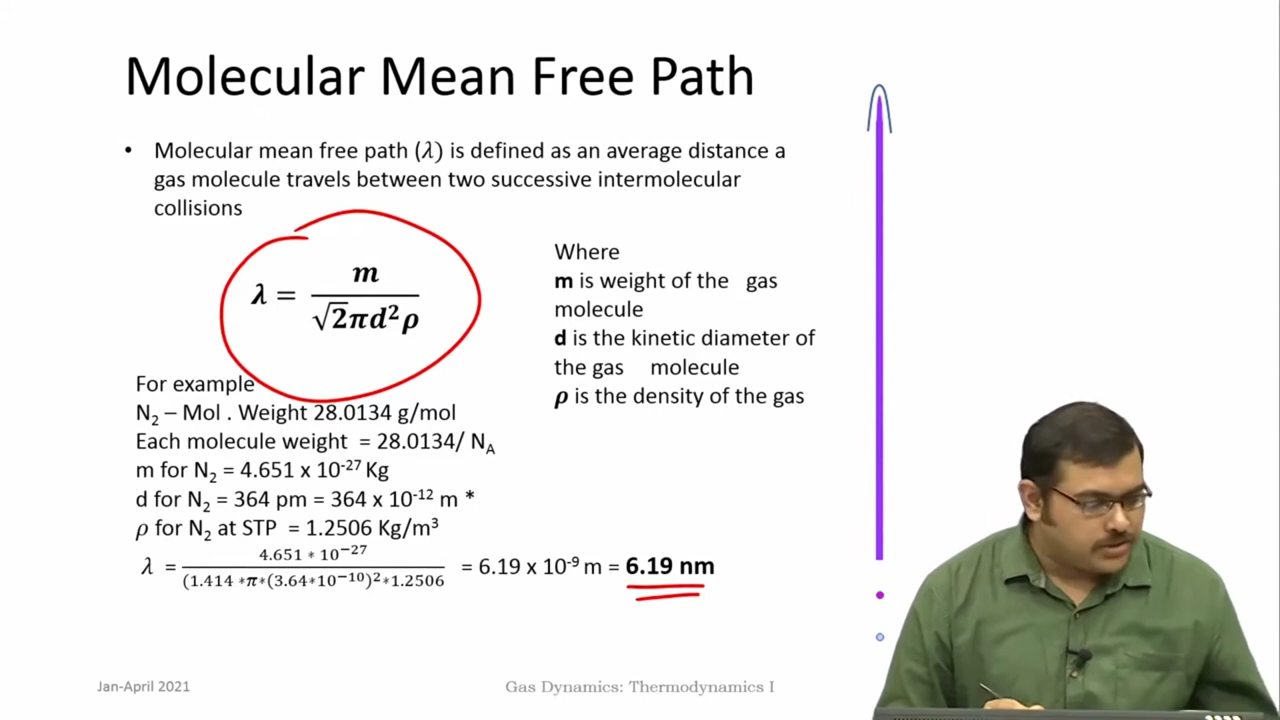 Molecular Mean Free Path
• Molecular mean free path (λ) is defined as an average distance a
gas molecule travels between two successive intermolecular
collisions
λ = m / √2πd²ρ
Where
m is weight of the gas
molecule
d is the kinetic diameter of
the gas molecule
ρ is the density of the gas
For example
N₂ – Mol . Weight 28.0134 g/mol
Each molecule weight = 28.0134/ N_A
m for N₂ = 4.651 x 10⁻²⁷ Kg
d for N₂ = 364 pm = 364 x 10⁻¹² m *
ρ for N₂ at STP = 1.2506 Kg/m³
λ = 4.651 * 10⁻²⁷ / (1.414 *π*(3.64*10⁻¹⁰)²*1.2506 = 6.19 x 10⁻⁹ m = 6.19 nm
Jan-April 2021
Gas Dynamics: Thermodynamics I